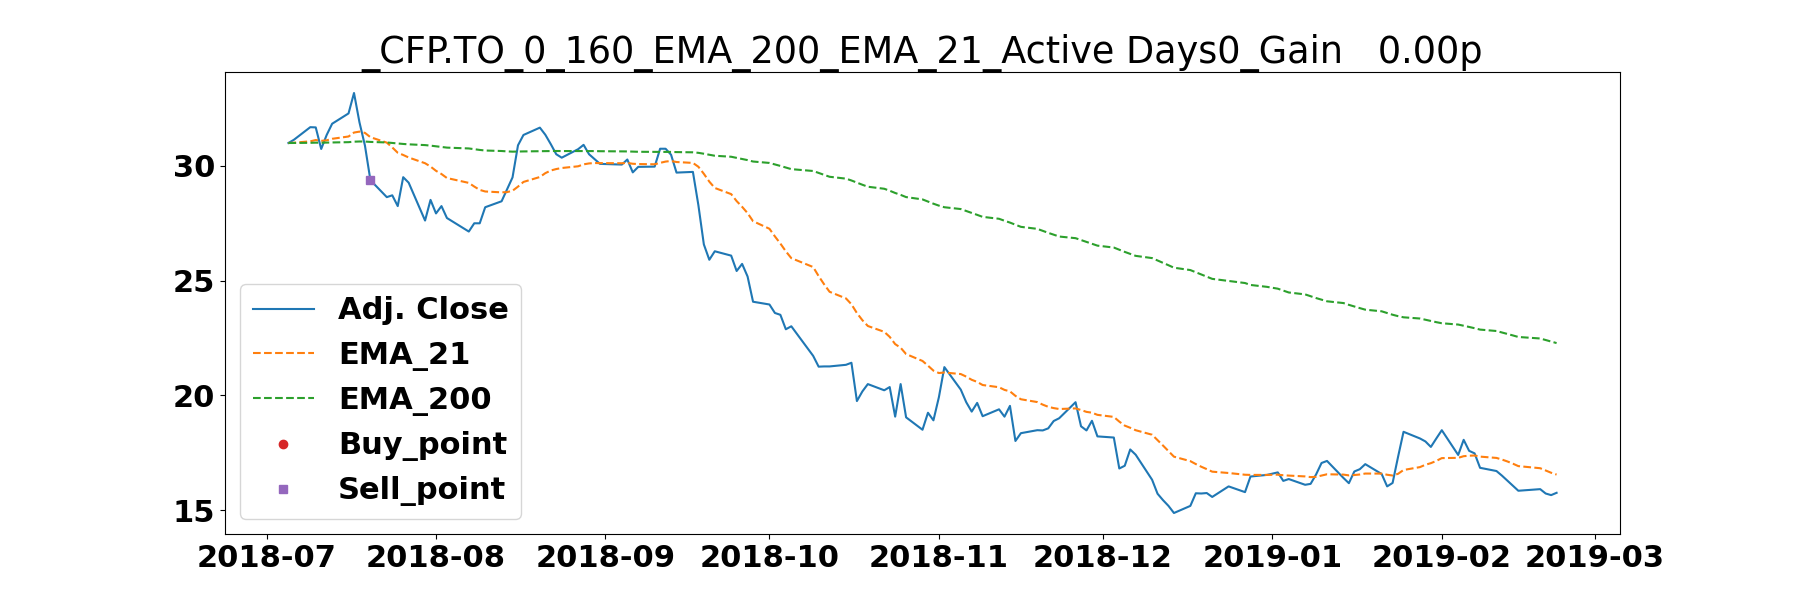 _CFP.TO_0_160_EMA_200_EMA_21_Active Days0_Gain   0.00p
30
25
20
15
Adj. Close
EMA_21
EMA_200
Buy_point
Sell_point
2018-07 2018-08 2018-09 2018-10 2018-11 2018-12 2019-01 2019-02 2019-03